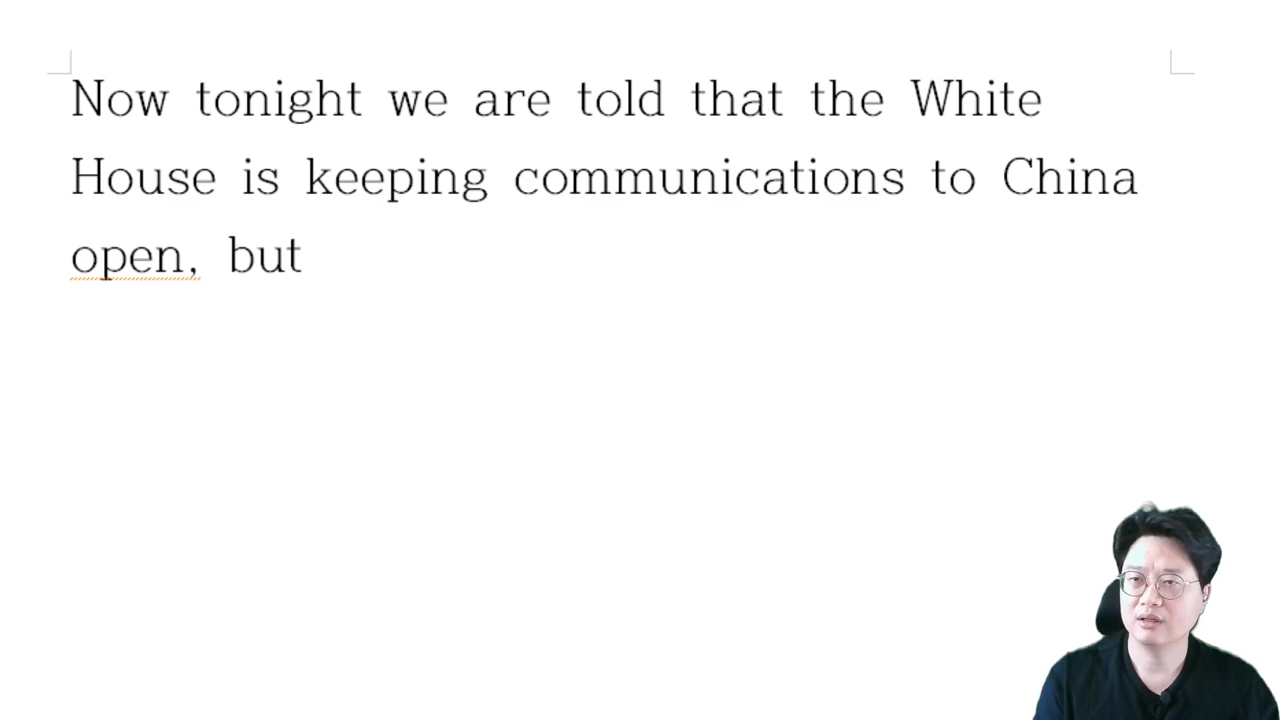 Now tonight we are told that the White
House is keeping communications to China
open, but